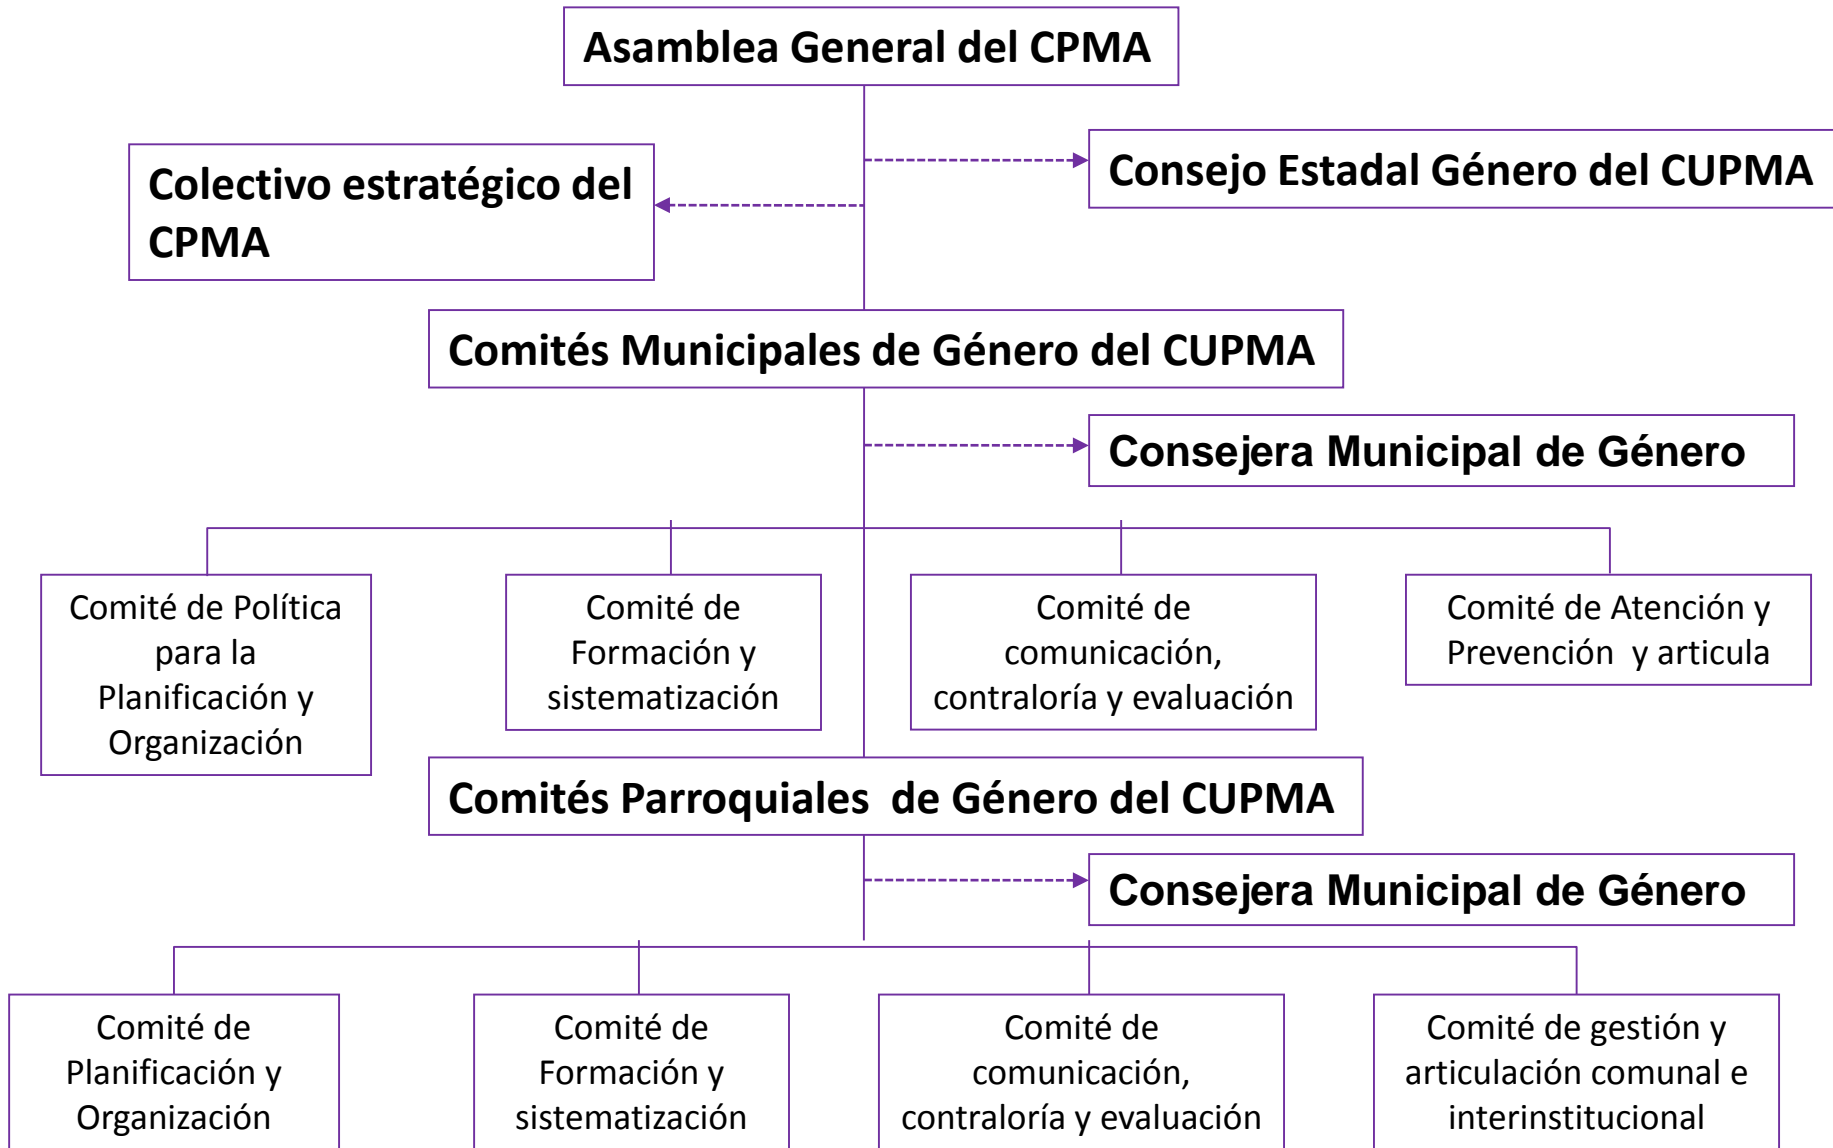 Asamblea General del CPMA
Consejo Estadal Género del CUPMA
Colectivo estratégico del
CPMA
Comités Municipales de Género del CUPMA
Consejera Municipal de Género
Comité de Política
para la
Planificación y
Organización
Comité de
Formación y
sistematización
Comité de
comunicación,
contraloría y evaluación
Comité de Atención y
Prevención y articula
Comités Parroquiales de Género del CUPMA
Consejera Municipal de Género
Comité de
Planificación y
Organización
Comité de
Formación y
sistematización
Comité de
comunicación,
contraloría y evaluación
Comité de gestión y
articulación comunal e
interinstitucional